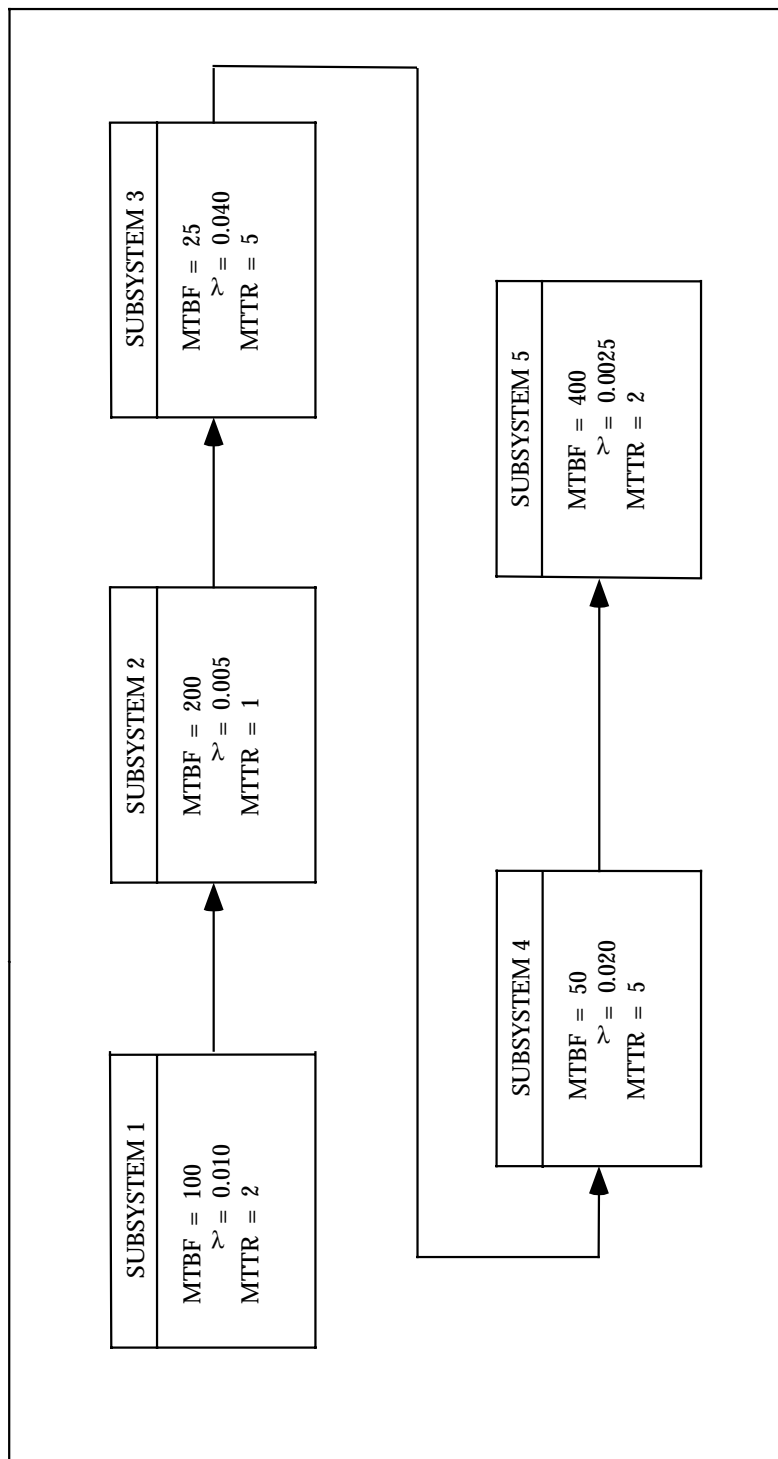 SUBSYSTEM 1
MTBF = 100
λ = 0.010
MTTR = 2
SUBSYSTEM 2
MTBF = 200
λ = 0.005
MTTR = 1
SUBSYSTEM 3
MTBF = 25
λ = 0.040
MTTR = 5
SUBSYSTEM 4
MTBF = 50
λ = 0.020
MTTR = 5
SUBSYSTEM 5
MTBF = 400
λ = 0.0025
MTTR = 2